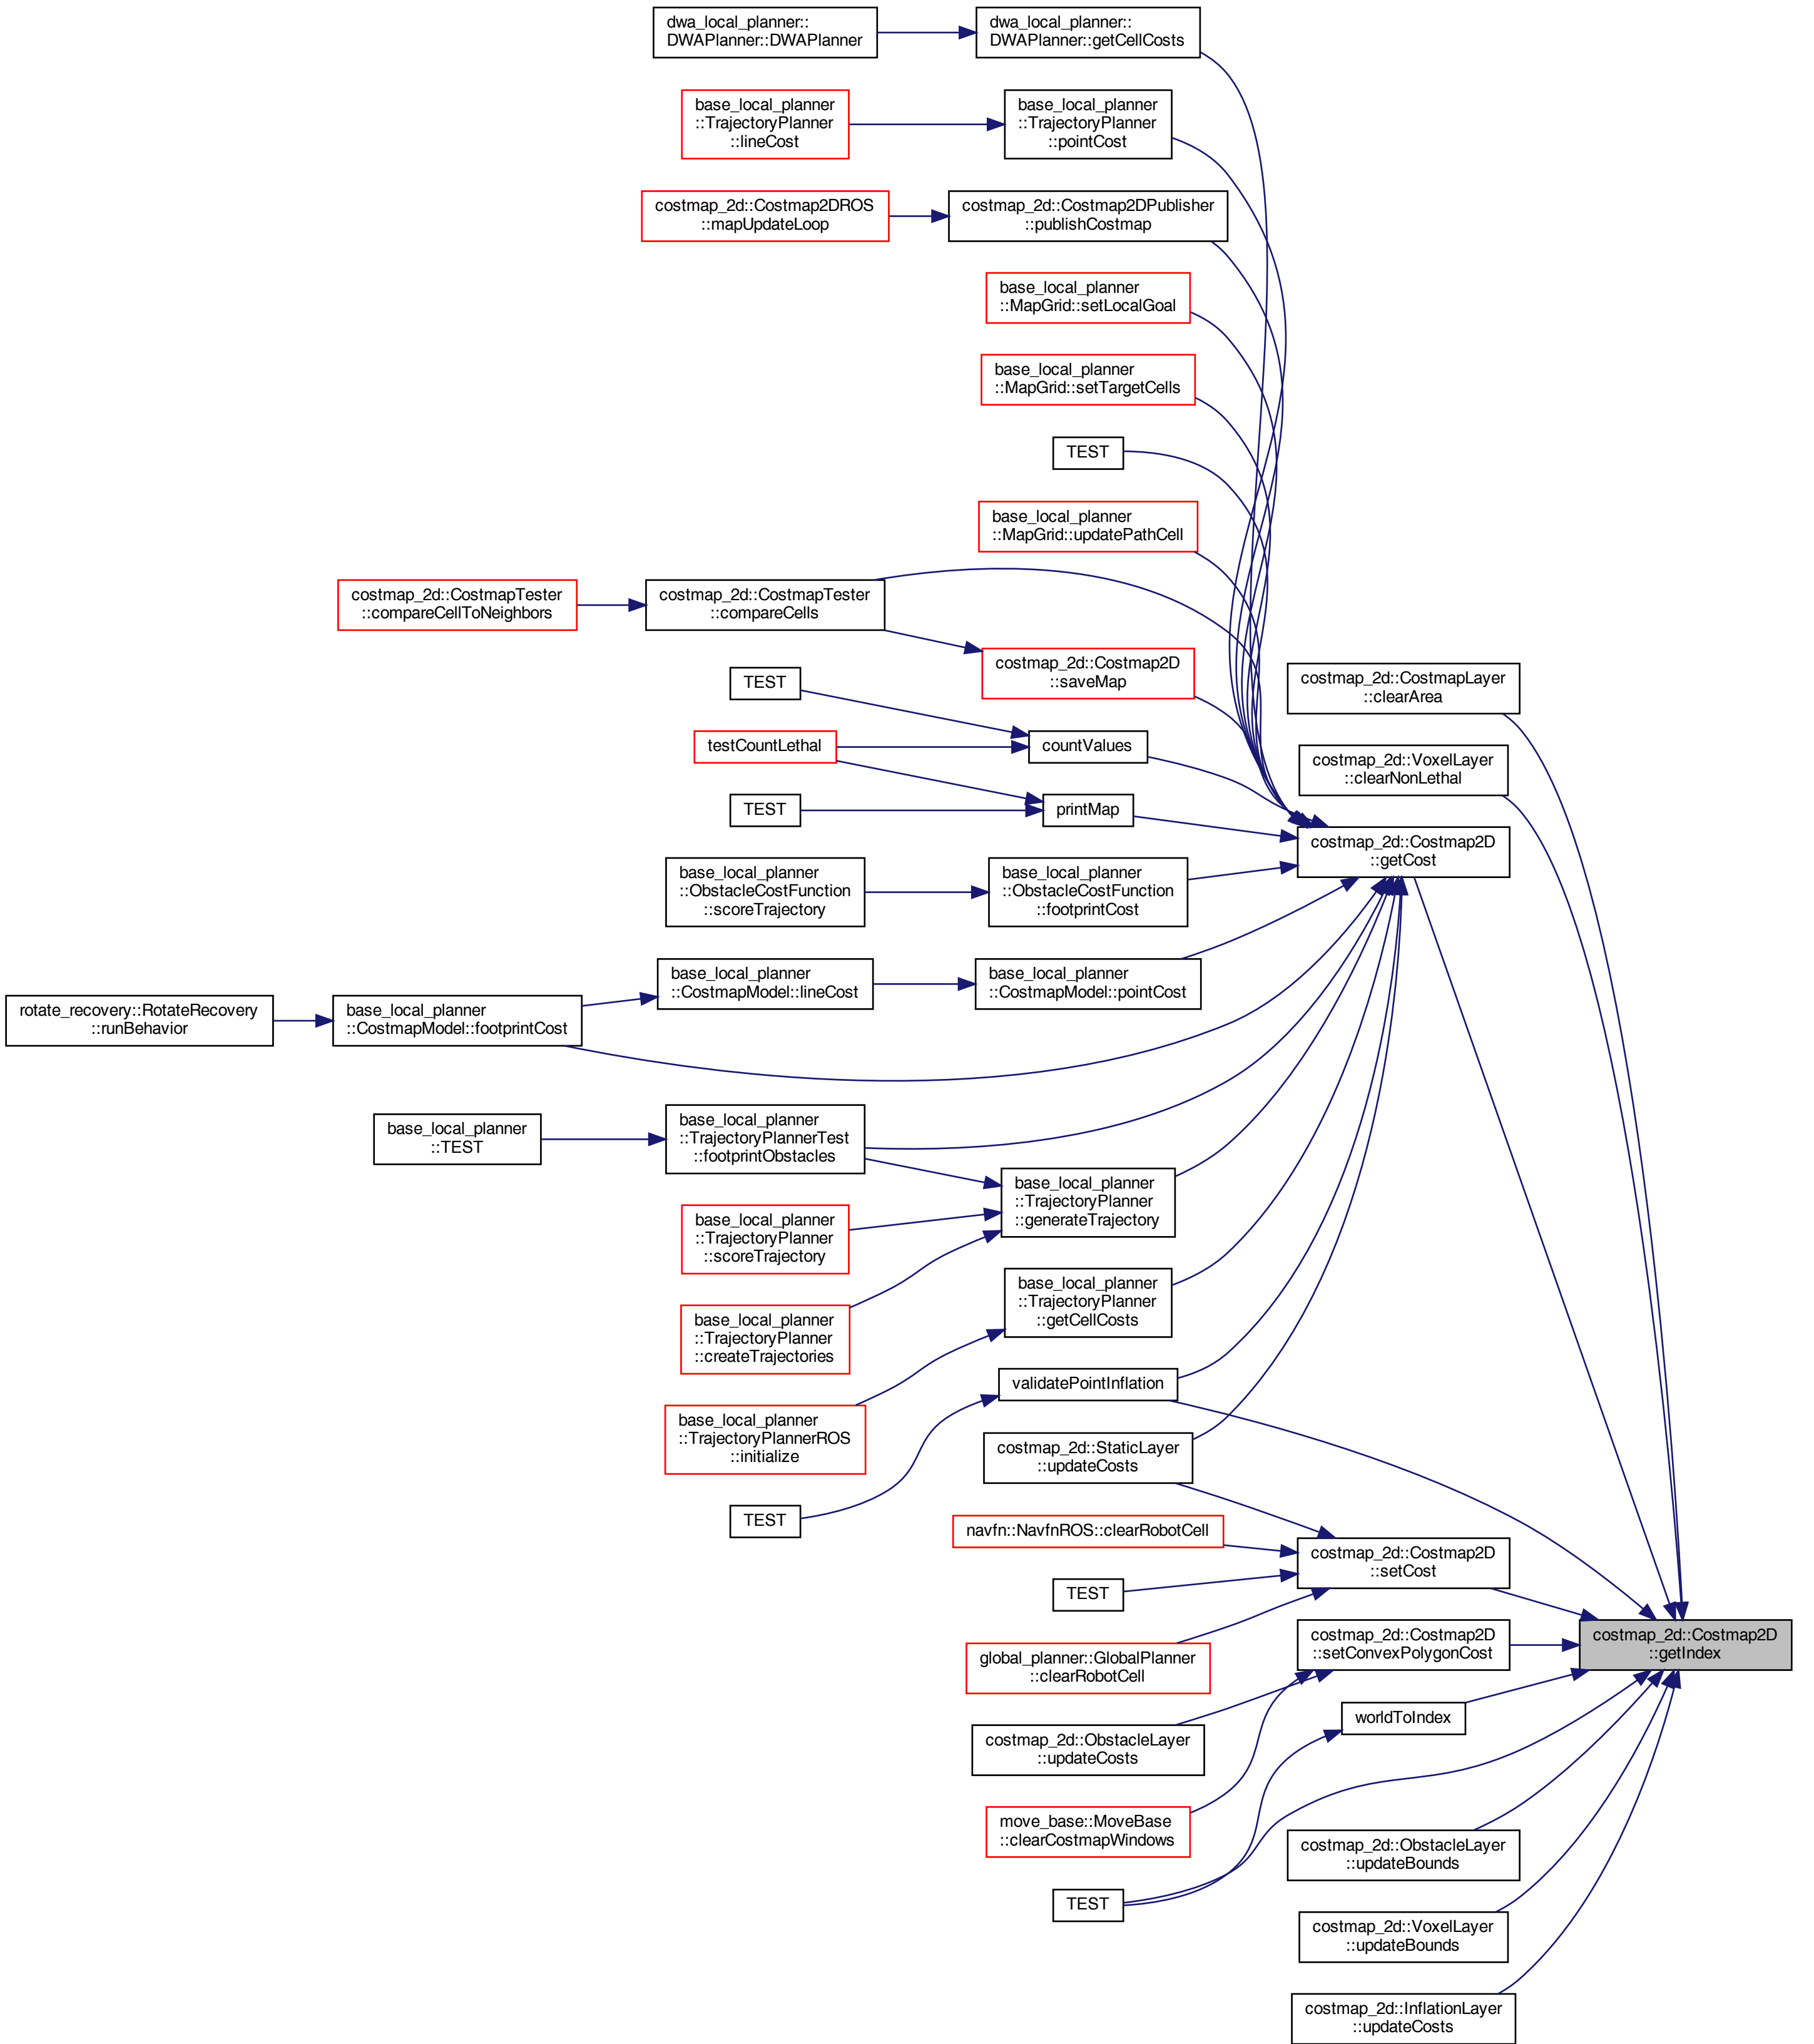 dwa_local_planner::
DWAPlanner::DWAPlanner
dwa_local_planner::
DWAPlanner::getCellCosts
base_local_planner
::TrajectoryPlanner
::lineCost
base_local_planner
::TrajectoryPlanner
::pointCost
costmap_2d::Costmap2DROS
::mapUpdateLoop
costmap_2d::Costmap2DPublisher
::publishCostmap
base_local_planner
::MapGrid::setLocalGoal
base_local_planner
::MapGrid::setTargetCells
TEST
base_local_planner
::MapGrid::updatePathCell
costmap_2d::CostmapTester
::compareCellToNeighbors
costmap_2d::CostmapTester
::compareCells
costmap_2d::Costmap2D
::saveMap
costmap_2d::CostmapLayer
::clearArea
TEST
testCountLethal
countValues
costmap_2d::VoxelLayer
::clearNonLethal
TEST
printMap
costmap_2d::Costmap2D
::getCost
base_local_planner
::ObstacleCostFunction
::scoreTrajectory
base_local_planner
::ObstacleCostFunction
::footprintCost
rotate_recovery::RotateRecovery
::runBehavior
base_local_planner
::CostmapModel::footprintCost
base_local_planner
::CostmapModel::lineCost
base_local_planner
::CostmapModel::pointCost
base_local_planner
::TEST
base_local_planner
::TrajectoryPlannerTest
::footprintObstacles
base_local_planner
::TrajectoryPlanner
::generateTrajectory
base_local_planner
::TrajectoryPlanner
::scoreTrajectory
base_local_planner
::TrajectoryPlanner
::createTrajectories
base_local_planner
::TrajectoryPlanner
::getCellCosts
validatePointInflation
base_local_planner
::TrajectoryPlannerROS
::initialize
costmap_2d::StaticLayer
::updateCosts
TEST
navfn::NavfnROS::clearRobotCell
costmap_2d::Costmap2D
::setCost
TEST
global_planner::GlobalPlanner
::clearRobotCell
costmap_2d::Costmap2D
::setConvexPolygonCost
costmap_2d::Costmap2D
::getIndex
worldToIndex
costmap_2d::ObstacleLayer
::updateCosts
move_base::MoveBase
::clearCostmapWindows
costmap_2d::ObstacleLayer
::updateBounds
TEST
costmap_2d::VoxelLayer
::updateBounds
costmap_2d::InflationLayer
::updateCosts